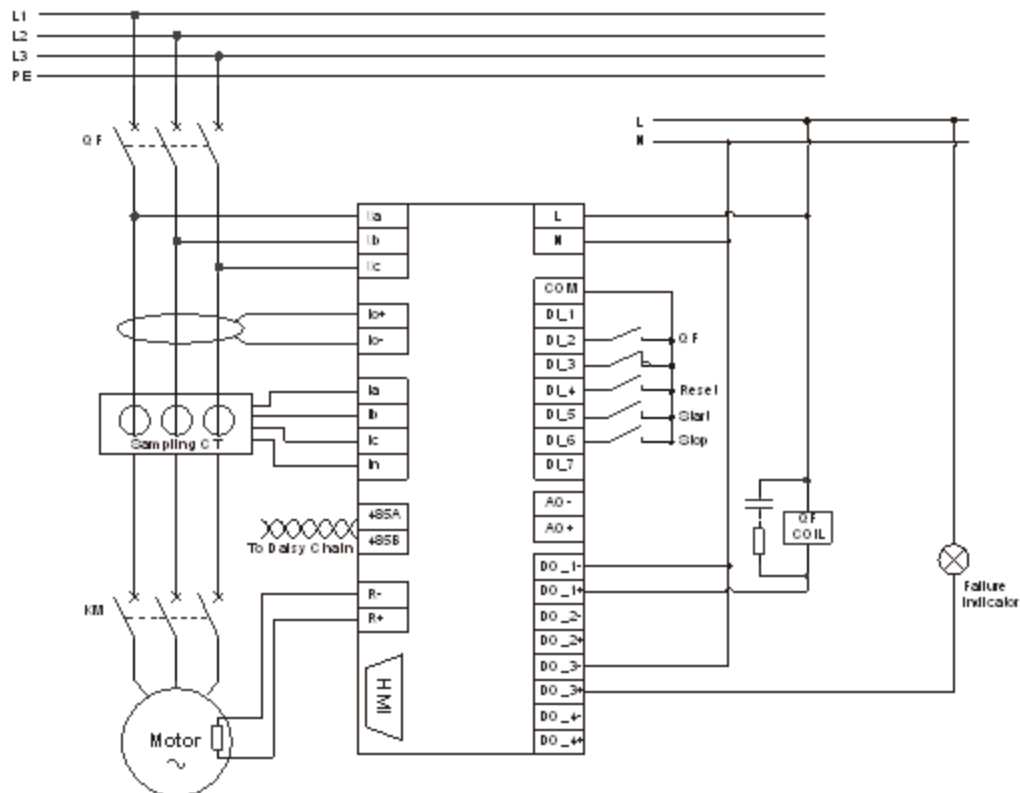 L1
L2
L3
PE
QF
L
N
Ua
Ub
Uc
Io+
Io-
Ia
Ib
Ic
In
Sampling CT
485A
485B
To Daisy Chain
R-
R+
KM
HMI
Motor
L
N
COM
DI_1
DI_2
DI_3
DI_4
DI_5
DI_6
DI_7
QF
Reset
Start
Stop
AO-
AO+
DO_1-
DO_1+
DO_2-
DO_2+
DO_3-
DO_3+
DO_4-
DO_4+
QF
COIL
Failure
Indicator